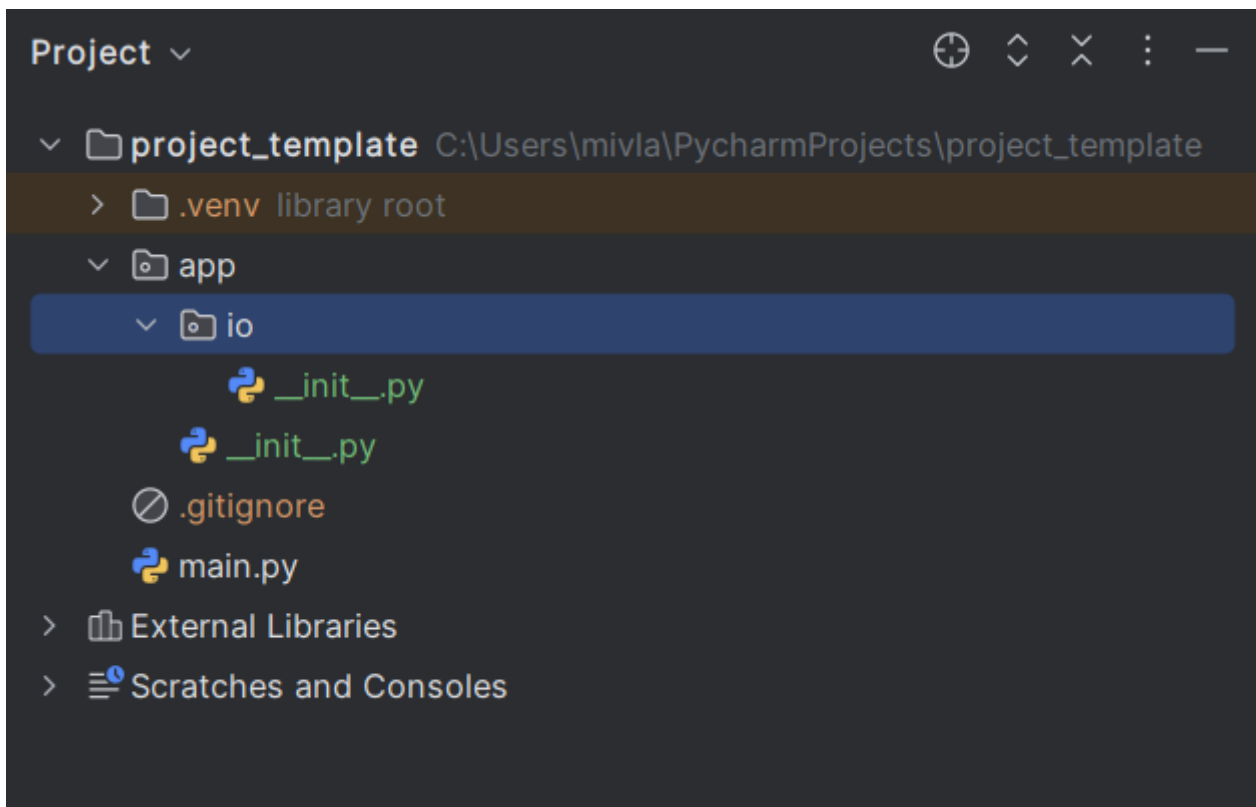 Project
project_template C:\Users\mivla\PycharmProjects\project_template
.venv library root
app
io
__init__.py
__init__.py
.gitignore
main.py
External Libraries
Scratches and Consoles